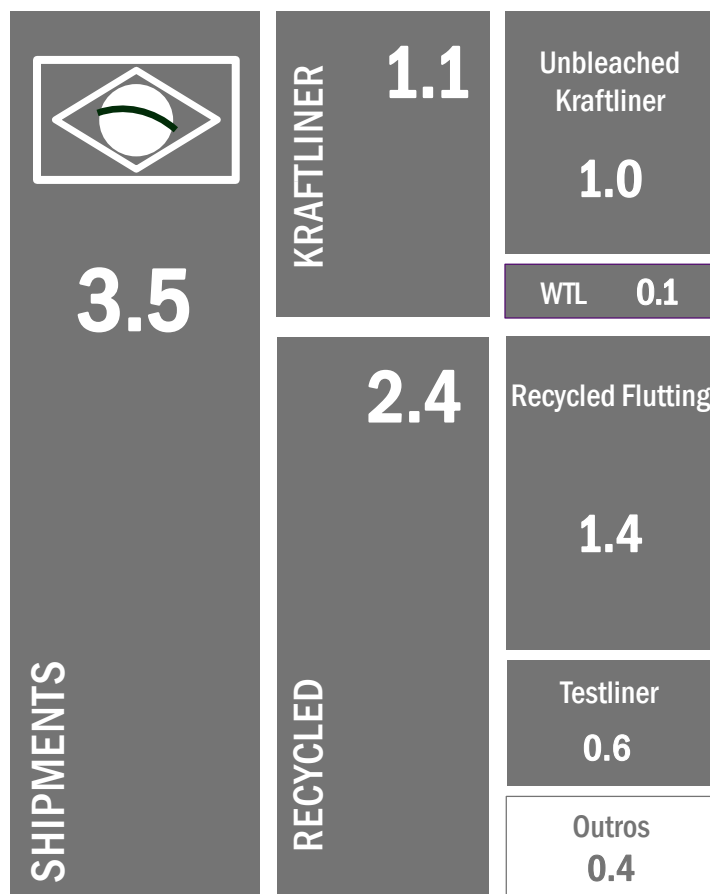 3.5
SHIPMENTS
KRAFTLINER
1.1
RECYCLED
2.4
Unbleached
Kraftliner
1.0
WTL 0.1
Recycled Flutting
1.4
Testliner
0.6
Outros
0.4